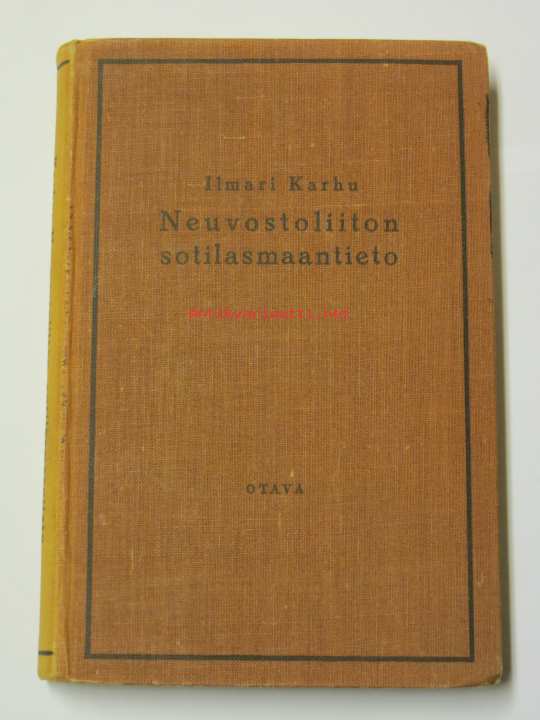 Ilmari Karhu
Neuvostoliiton
sotilasmaantieto
OTAVA